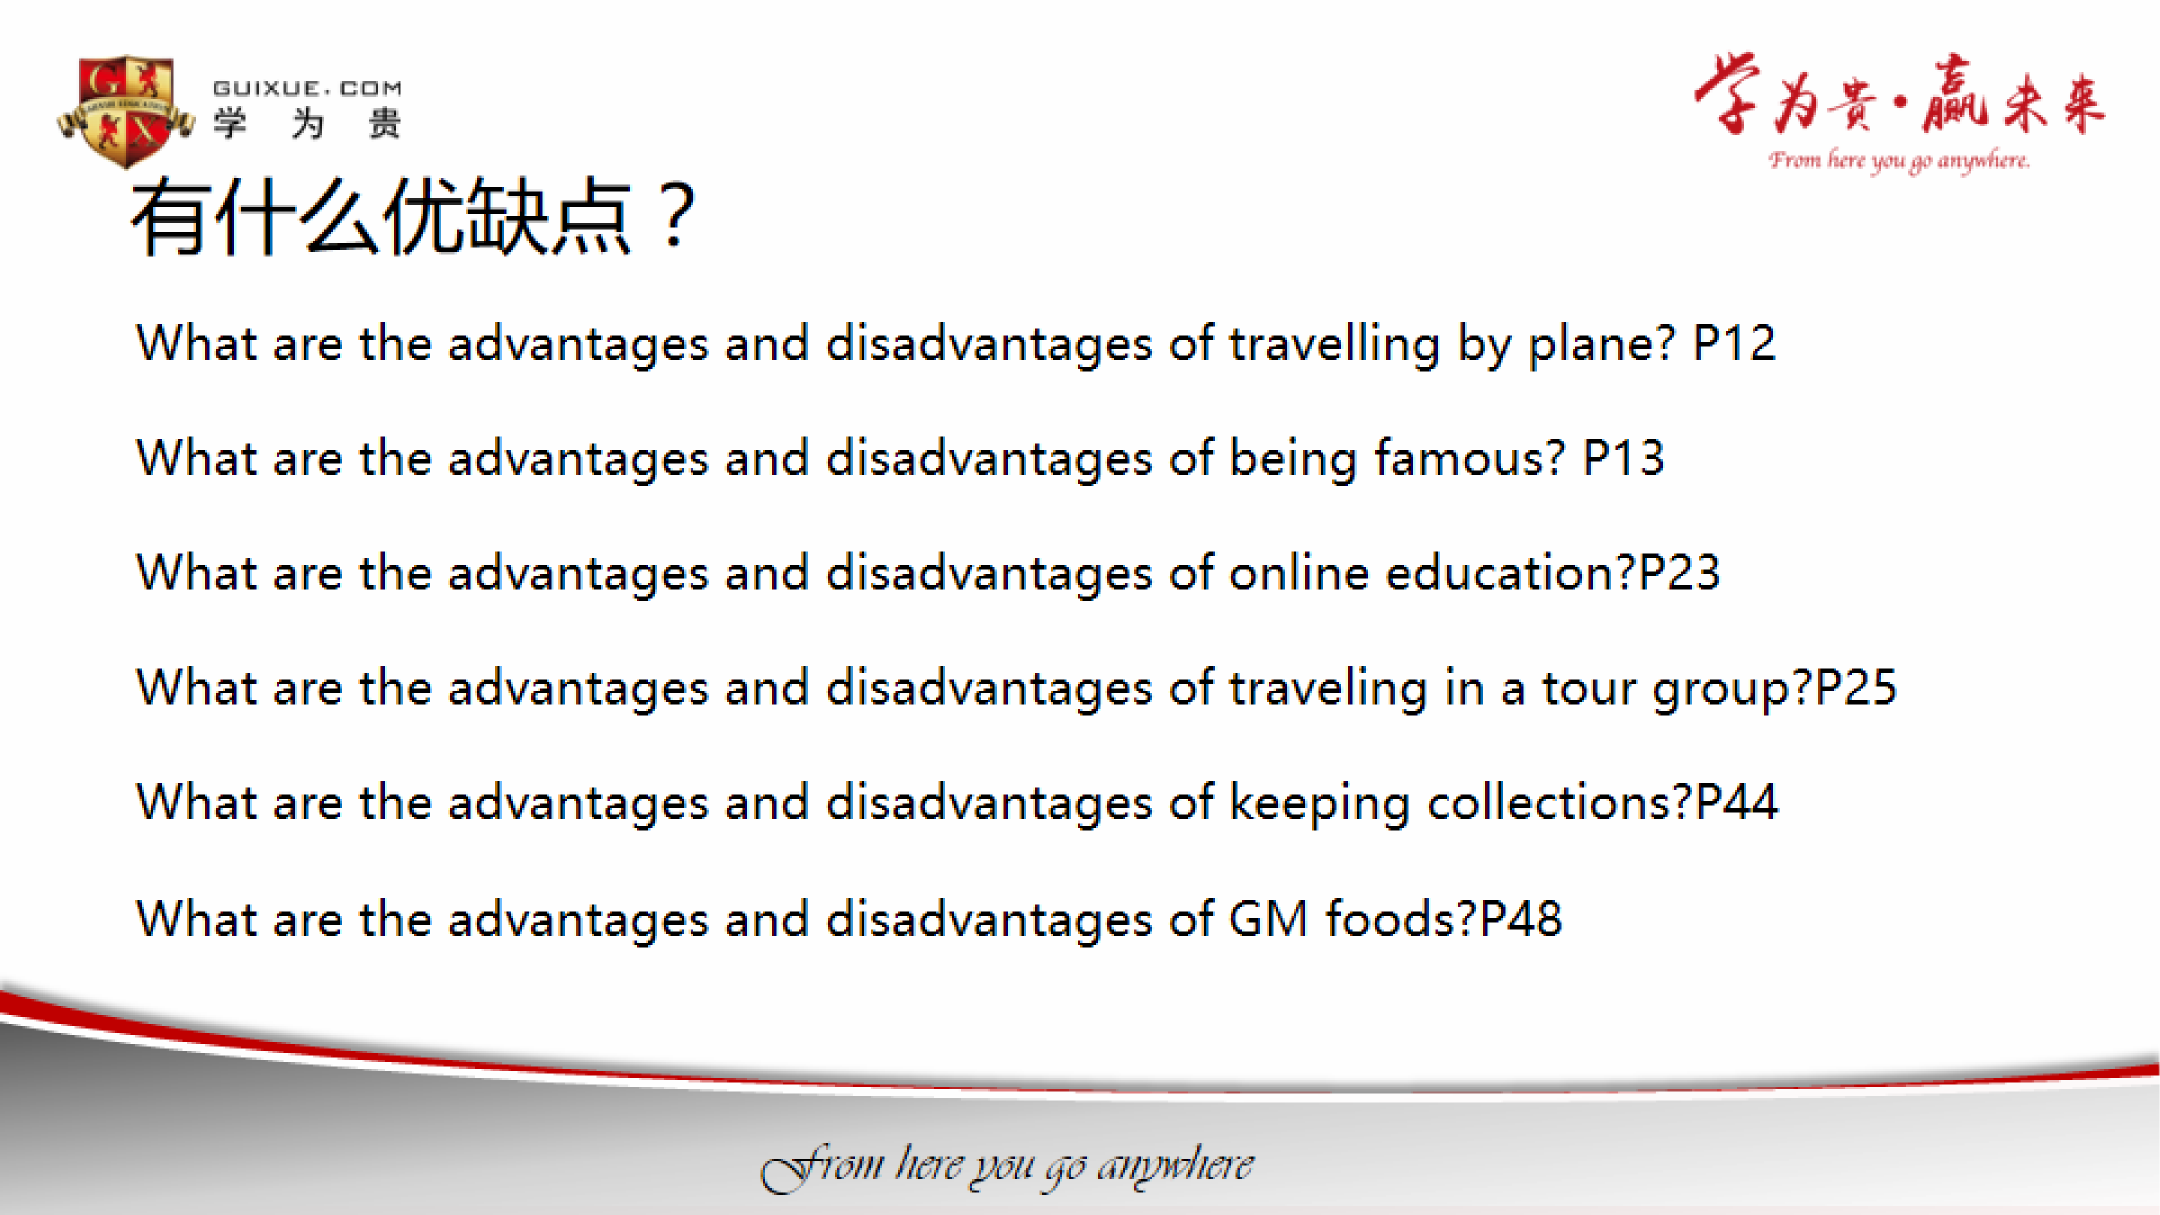 GUIXUE.COM
学为贵
学为贵·赢未来
From here you go anywhere.
有什么优缺点？
What are the advantages and disadvantages of travelling by plane? P12
What are the advantages and disadvantages of being famous? P13
What are the advantages and disadvantages of online education?P23
What are the advantages and disadvantages of traveling in a tour group?P25
What are the advantages and disadvantages of keeping collections?P44
What are the advantages and disadvantages of GM foods?P48
From here you go anywhere